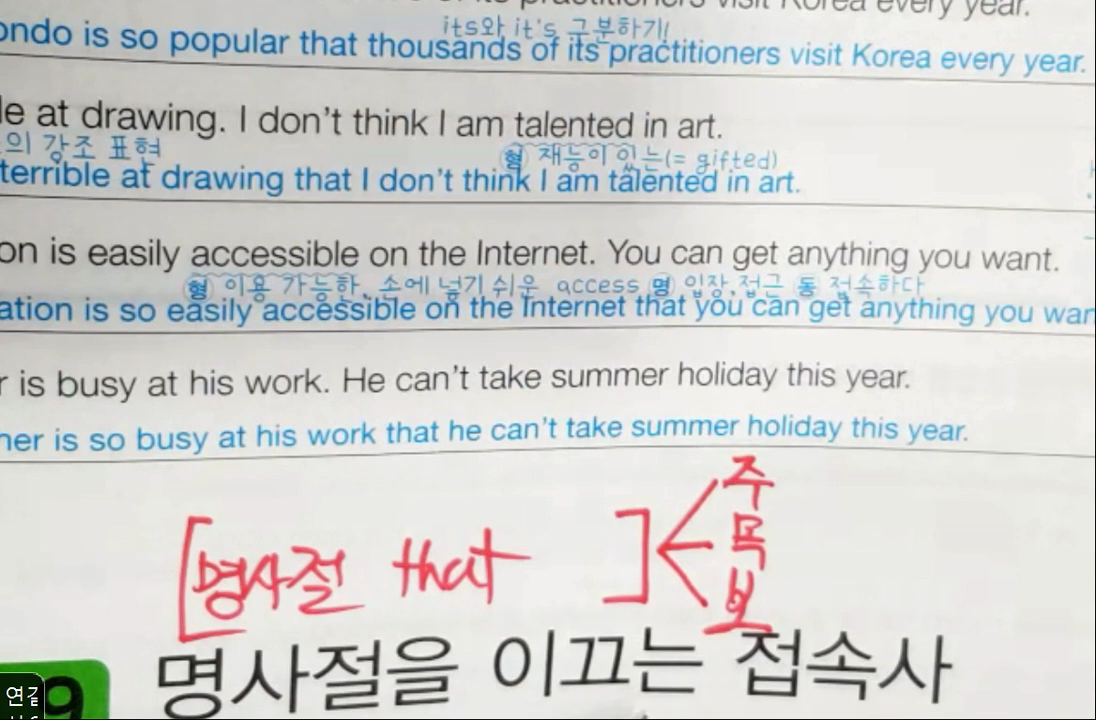 its와 it's 구분하기!
is so popular that thousands of its practitioners visit Korea every year.
at drawing. I don't think I am talented in art.
의 강조 표현
형 재능이 있는(= gifted)
terrible at drawing that I don't think I am talented in art.
is easily accessible on the Internet. You can get anything you want.
형 이용 가능한, 손에 넣기 쉬운 access 명 입장, 접근 동 접속하다
is so easily accessible on the Internet that you can get anything you
is busy at his work. He can't take summer holiday this year.
is so busy at his work that he can't take summer holiday this year.
주
[명사절 that ] 목
보
명사절을 이끄는 접속사
9